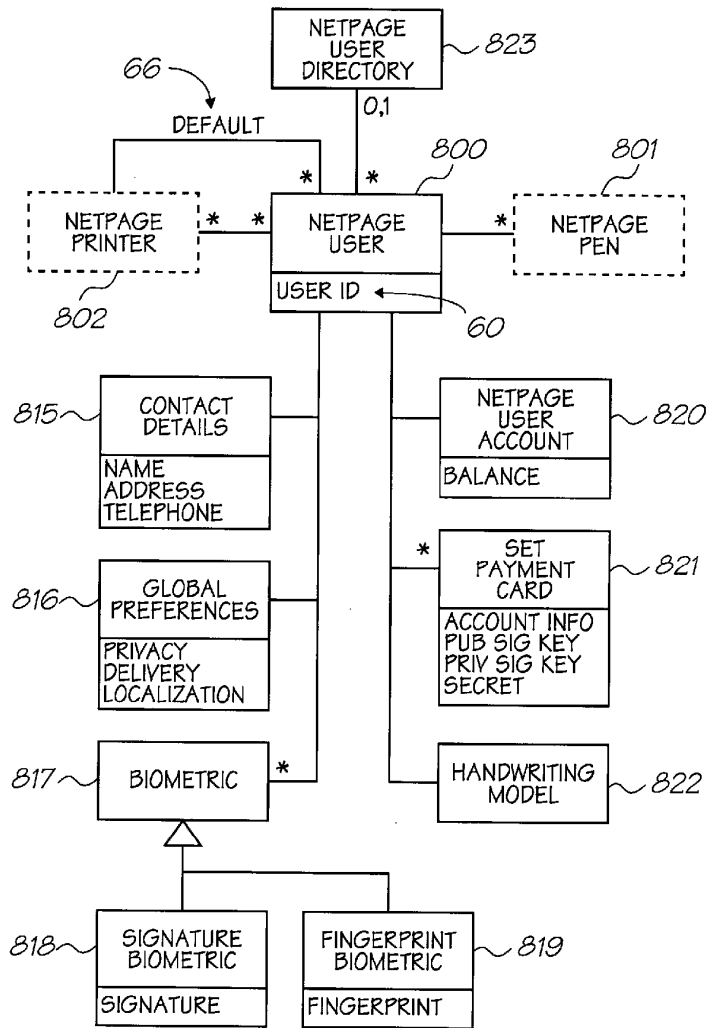 NETPAGE
USER
DIRECTORY
823
66
DEFAULT
0,1
800
801
*
*
NETPAGE
PRINTER
*
*
NETPAGE
USER
*
NETPAGE
PEN
802
USER ID
60
815
CONTACT
DETAILS
NAME
ADDRESS
TELEPHONE
NETPAGE
USER
ACCOUNT
820
BALANCE
816
GLOBAL
PREFERENCES
PRIVACY
DELIVERY
LOCALIZATION
*
SET
PAYMENT
CARD
821
ACCOUNT INFO
PUB SIG KEY
PRIV SIG KEY
SECRET
817
BIOMETRIC
*
HANDWRITING
MODEL
822
818
SIGNATURE
BIOMETRIC
SIGNATURE
FINGERPRINT
BIOMETRIC
819
FINGERPRINT